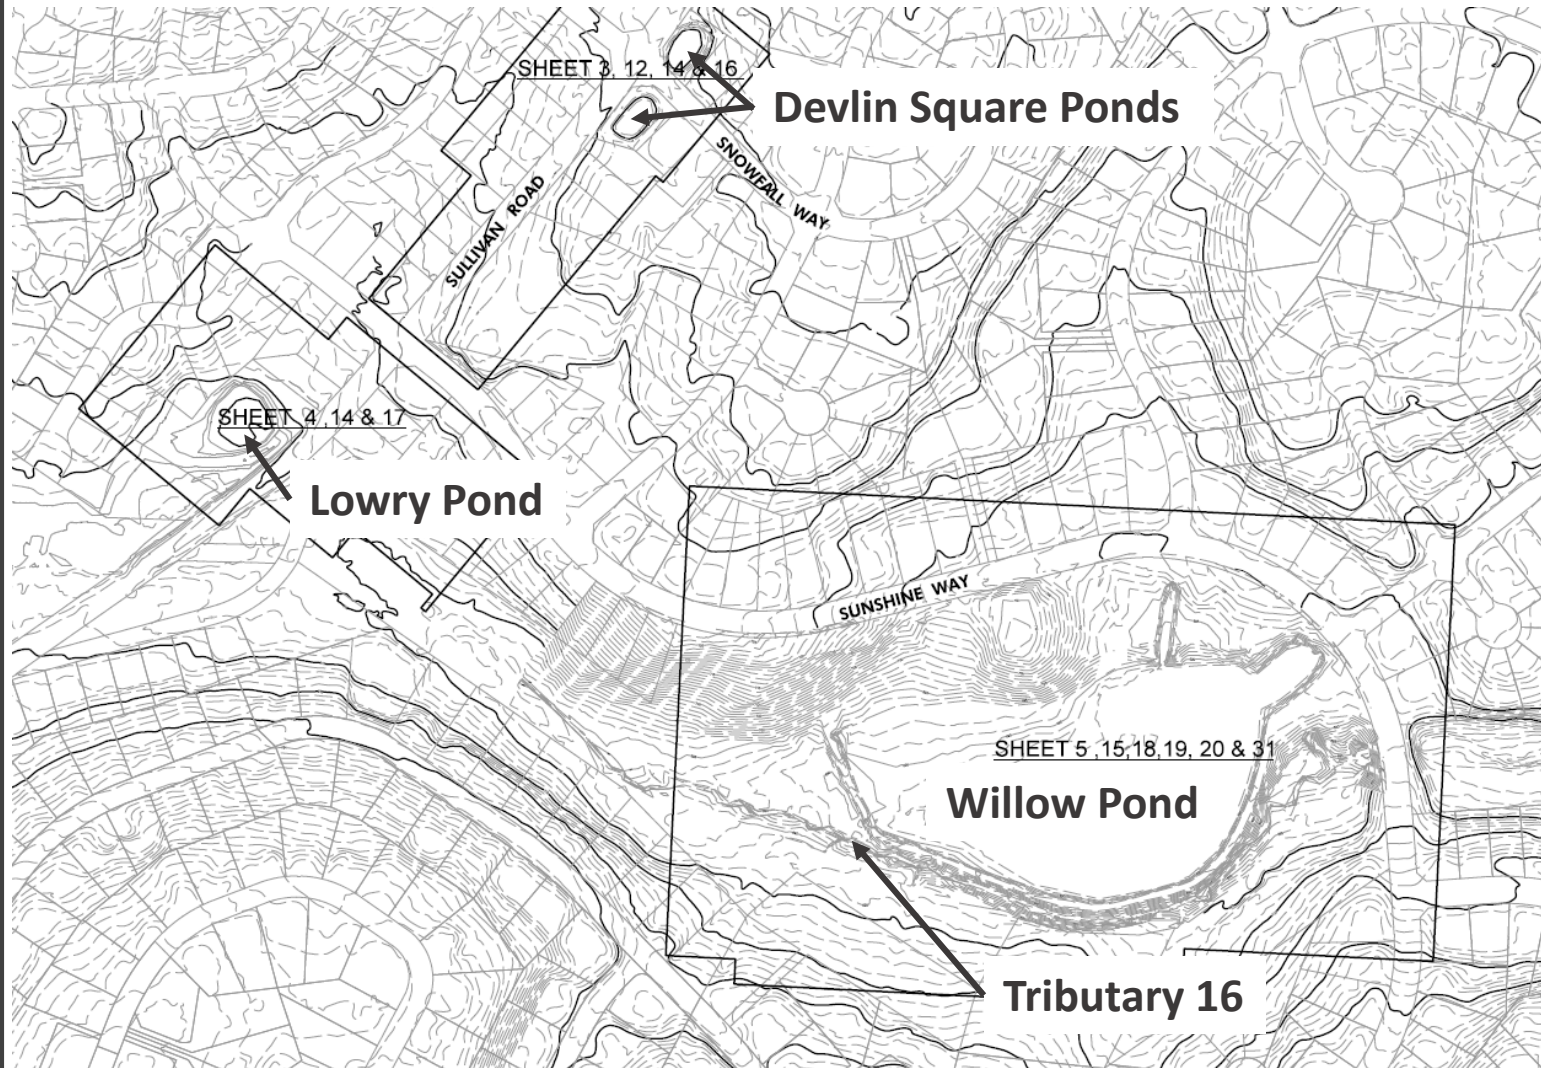 SHEET 3, 12, 14 & 16
Devlin Square Ponds
SNOWFALL WAY
SULLIVAN ROAD
SHEET 4 ,14 & 17
Lowry Pond
SUNSHINE WAY
SHEET 5 ,15,18,19, 20 & 31
Willow Pond
Tributary 16